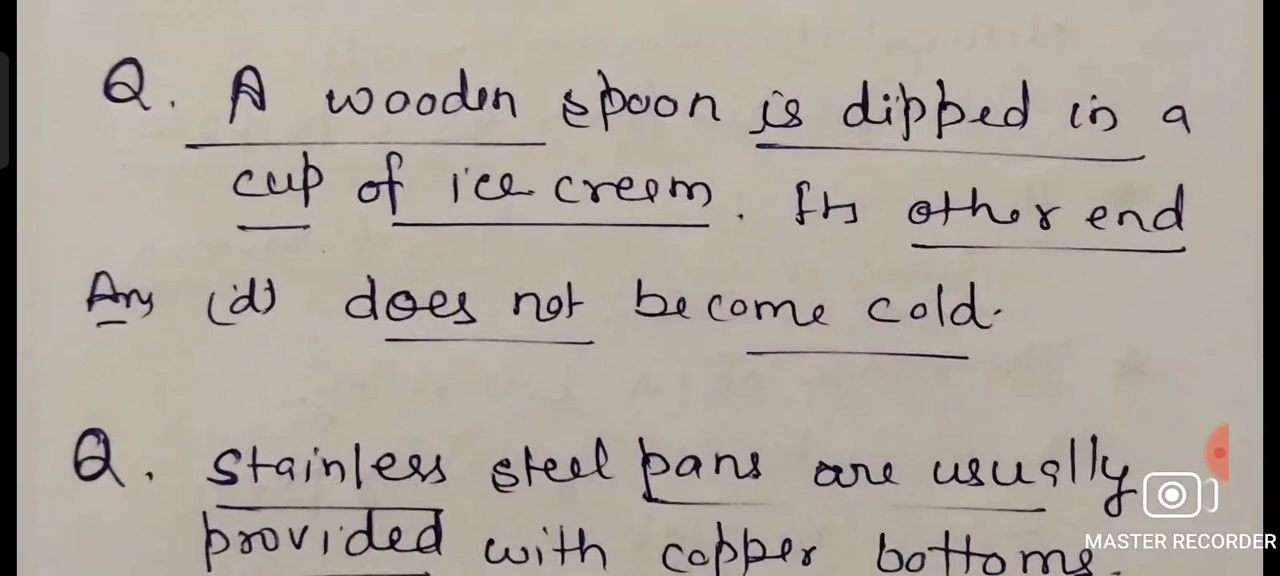 Q. A wooden spoon is dipped in a
cup of ice cream. Its other end
Ans (d) does not become cold.
Q. Stainless steel pans are usually
provided with copper bottoms.
MASTER RECORDER